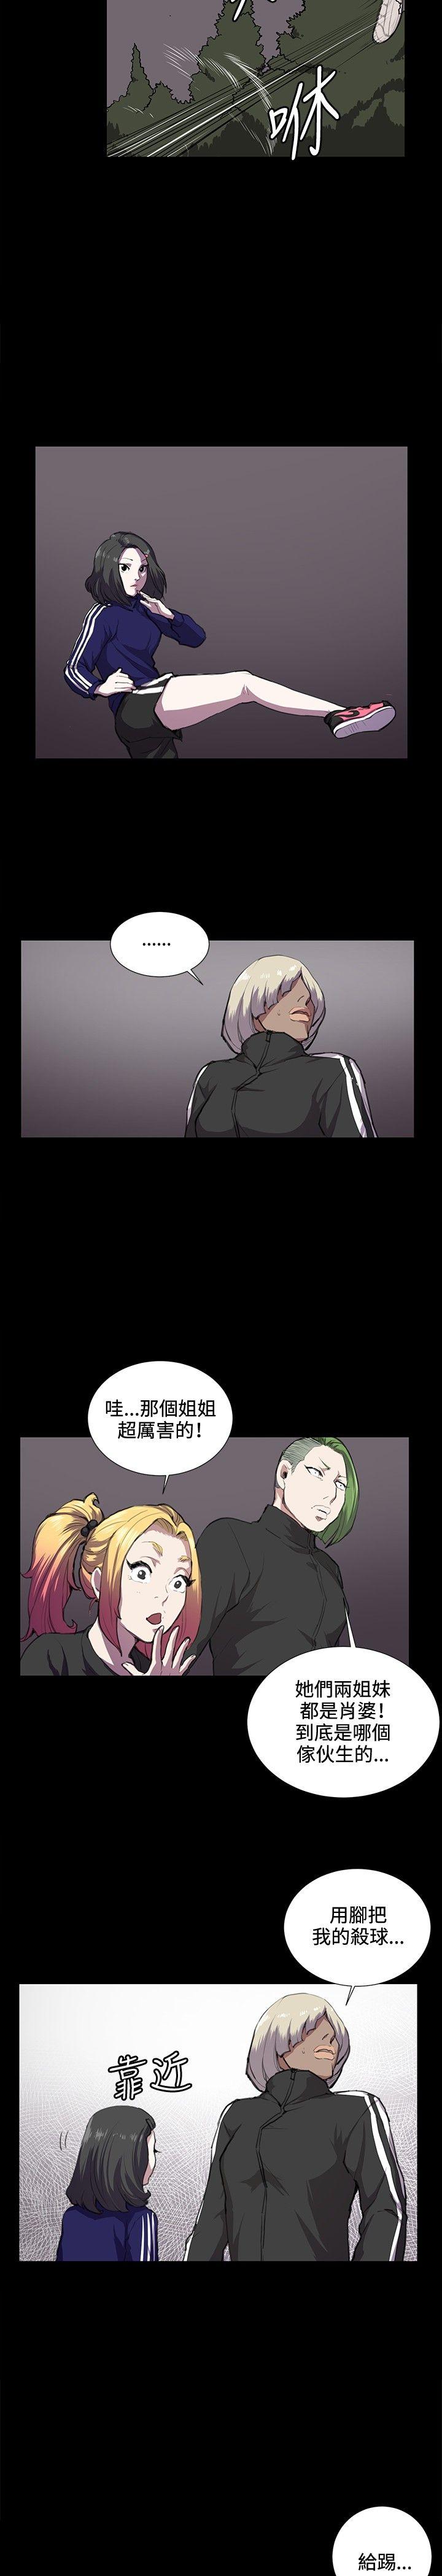 咻
......
哇...那個姐姐
超厲害的!
她們兩姐妹
都是肖婆!
到底是哪個
傢伙生的...
用腳把
我的殺球...
靠近
給踢...